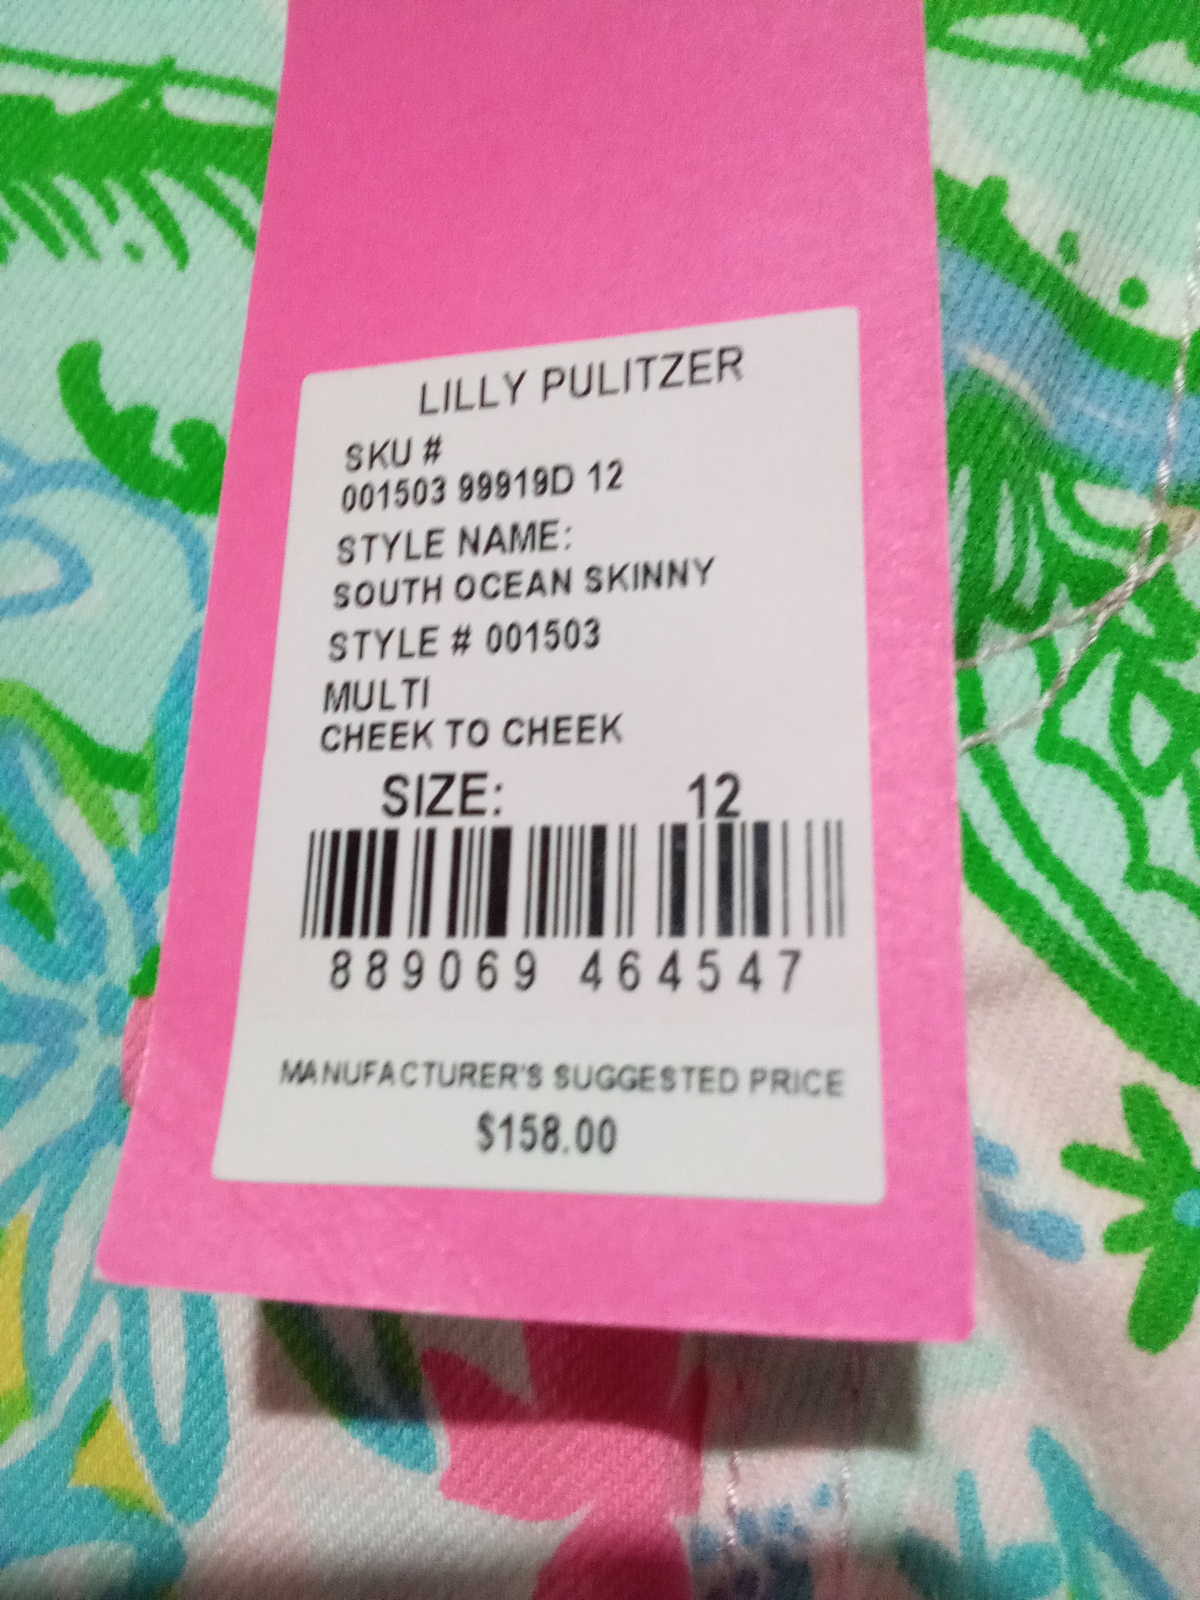 LILLY PULITZER
SKU #
001503 99919D 12
STYLE NAME:
SOUTH OCEAN SKINNY
STYLE # 001503
MULTI
CHEEK TO CHEEK
SIZE: 12
889069 464547
MANUFACTURER'S SUGGESTED PRICE
$158.00